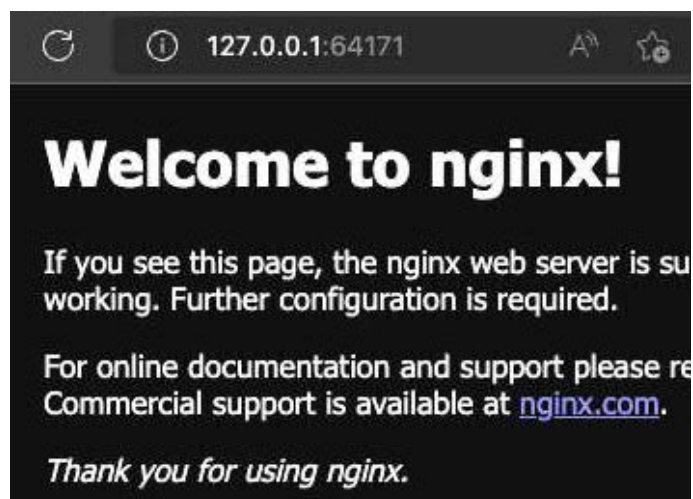 127.0.0.1:64171
Welcome to nginx!
If you see this page, the nginx web server is su
working. Further configuration is required.
For online documentation and support please re
Commercial support is available at nginx.com.
Thank you for using nginx.